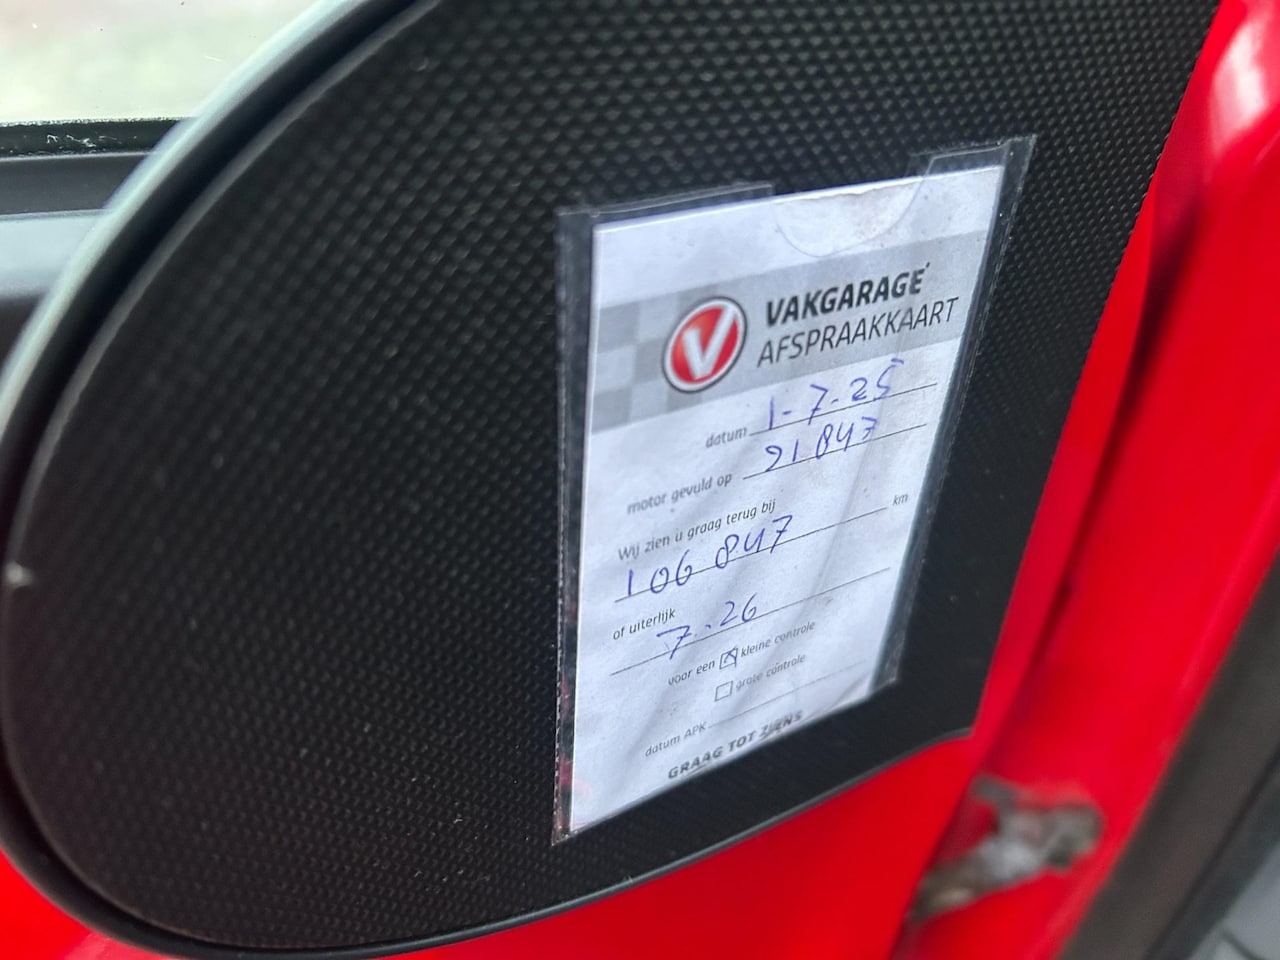 V
VAKGARAGE
AFSPRAAKKAART
datum 1-7-25
motor gevuld op 91847
Wij zien u graag terug bij
106 847 km
of uiterlijk
7-26
voor een ☒ kleine controle
☐ grote controle
datum APK
GRAAG TOT ZIENS